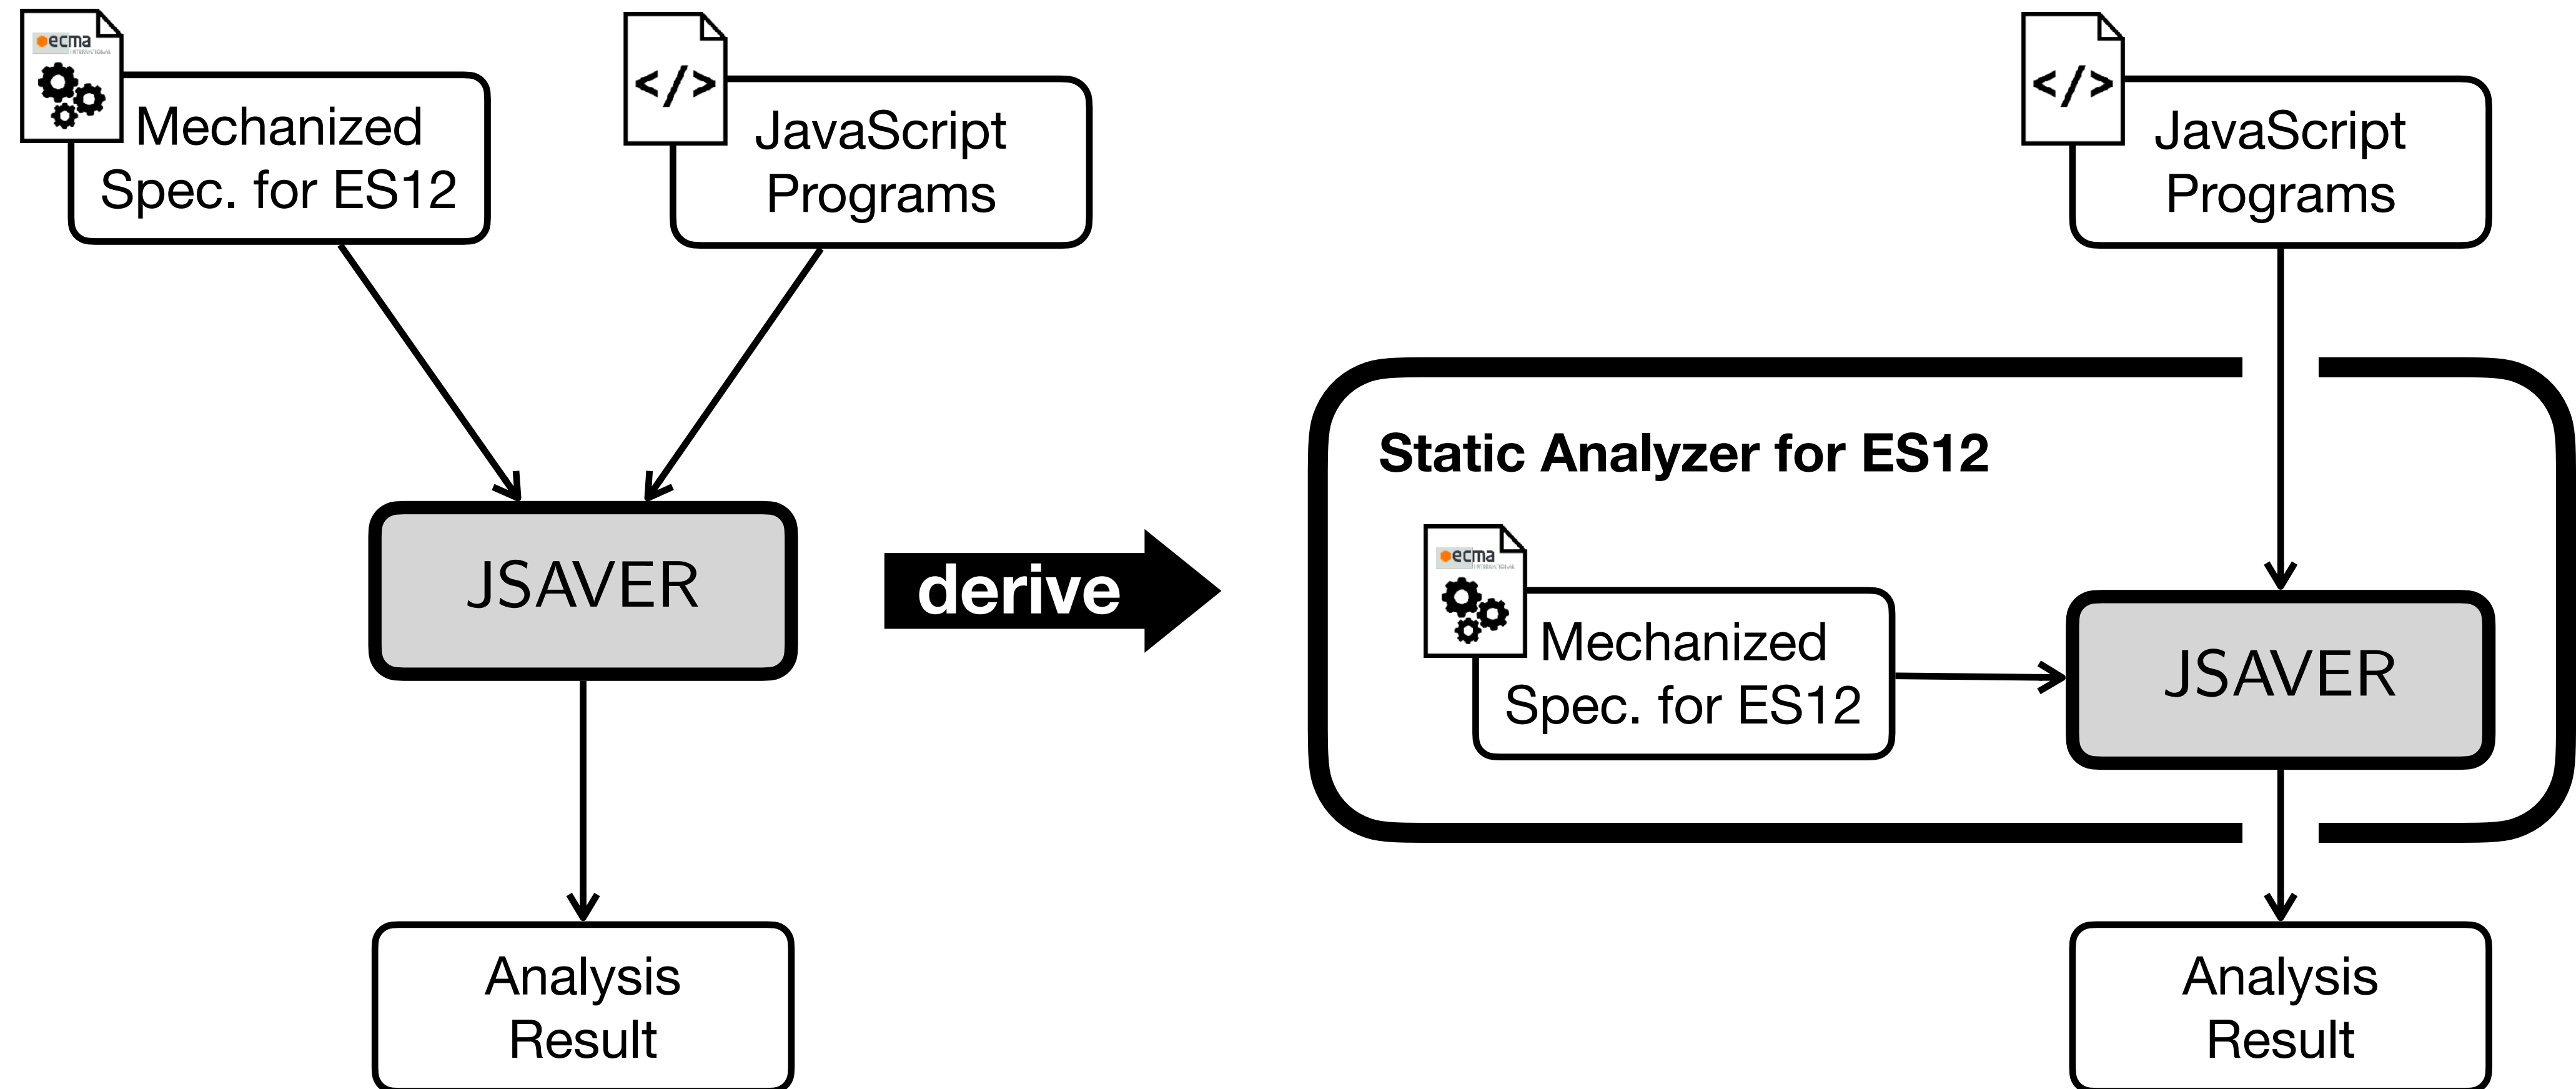 ecma
Mechanized
Spec. for ES12
</>
JavaScript
Programs
JSAVER
Analysis
Result
derive
</>
JavaScript
Programs
Static Analyzer for ES12
ecma
Mechanized
Spec. for ES12
JSAVER
Analysis
Result